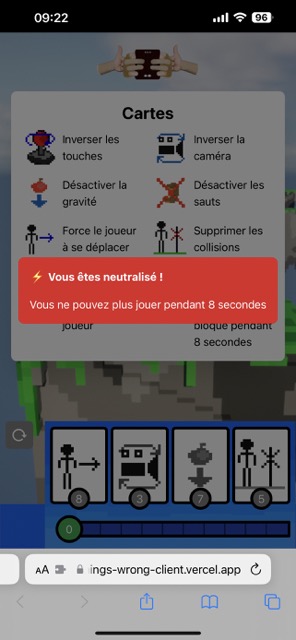 09:22
96
Cartes
Inverser les
touches
Inverser la
caméra
Désactiver la
gravité
Désactiver les
sauts
Force le joueur
à se déplacer
Supprimer les
collisions
⚡ Vous êtes neutralisé !
Vous ne pouvez plus jouer pendant 8 secondes
joueur
bloqué pendant
8 secondes
8
3
7
5
0
AA
ings-wrong-client.vercel.app